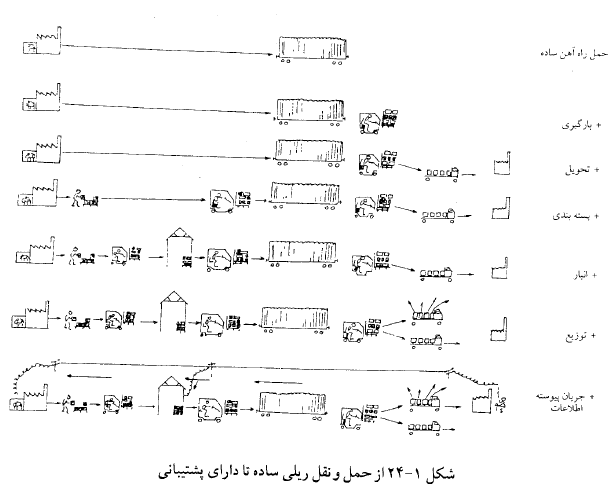 حمل راه آهن ساده
+ بارگیری
+ تحویل
+ بسته بندی
+ انبار
+ توزیع
+ جریان پیوسته
اطلاعات
شکل ۱-۲۴ از حمل و نقل ریلی ساده تا دارای پشتیبانی